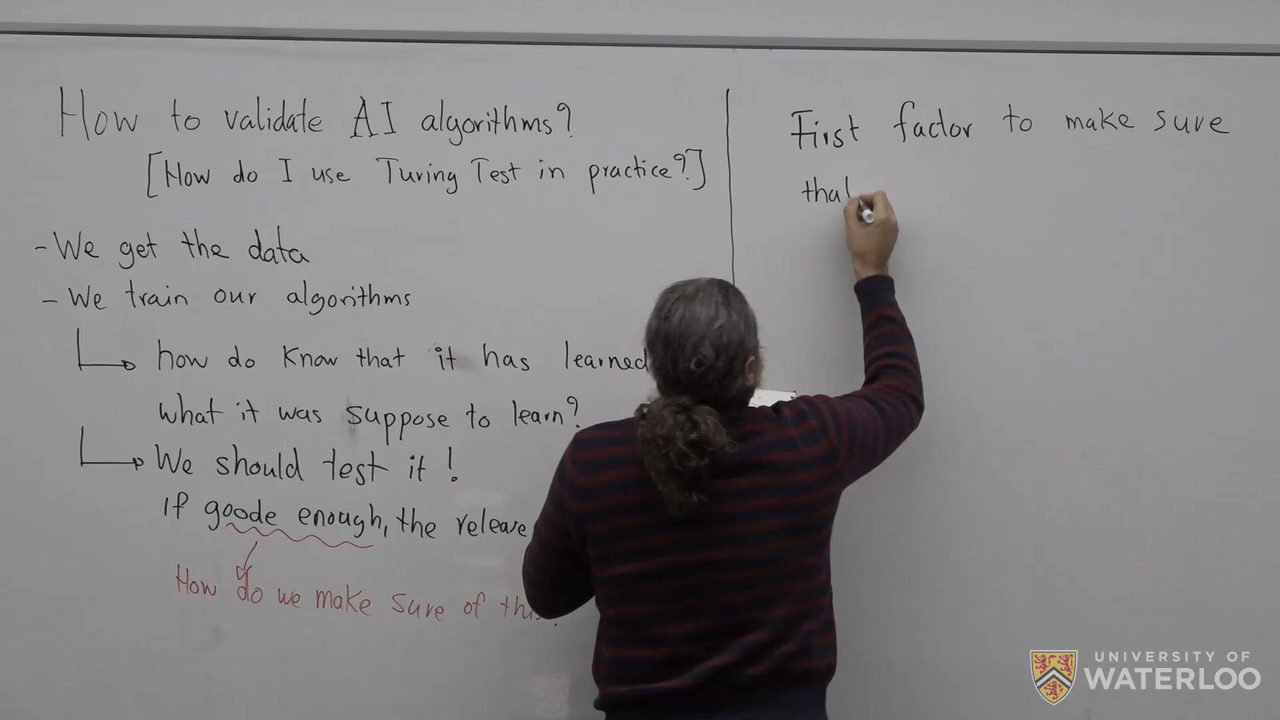 How to validate AI algorithms?
[How do I use Turing Test in practice?]
- We get the data
- We train our algorithms
how do know that it has learned
what it was suppose to learn?
We should test it!
If goode enough, the release
How do we make sure of this?
First factor to make sure
that
UNIVERSITY OF
WATERLOO